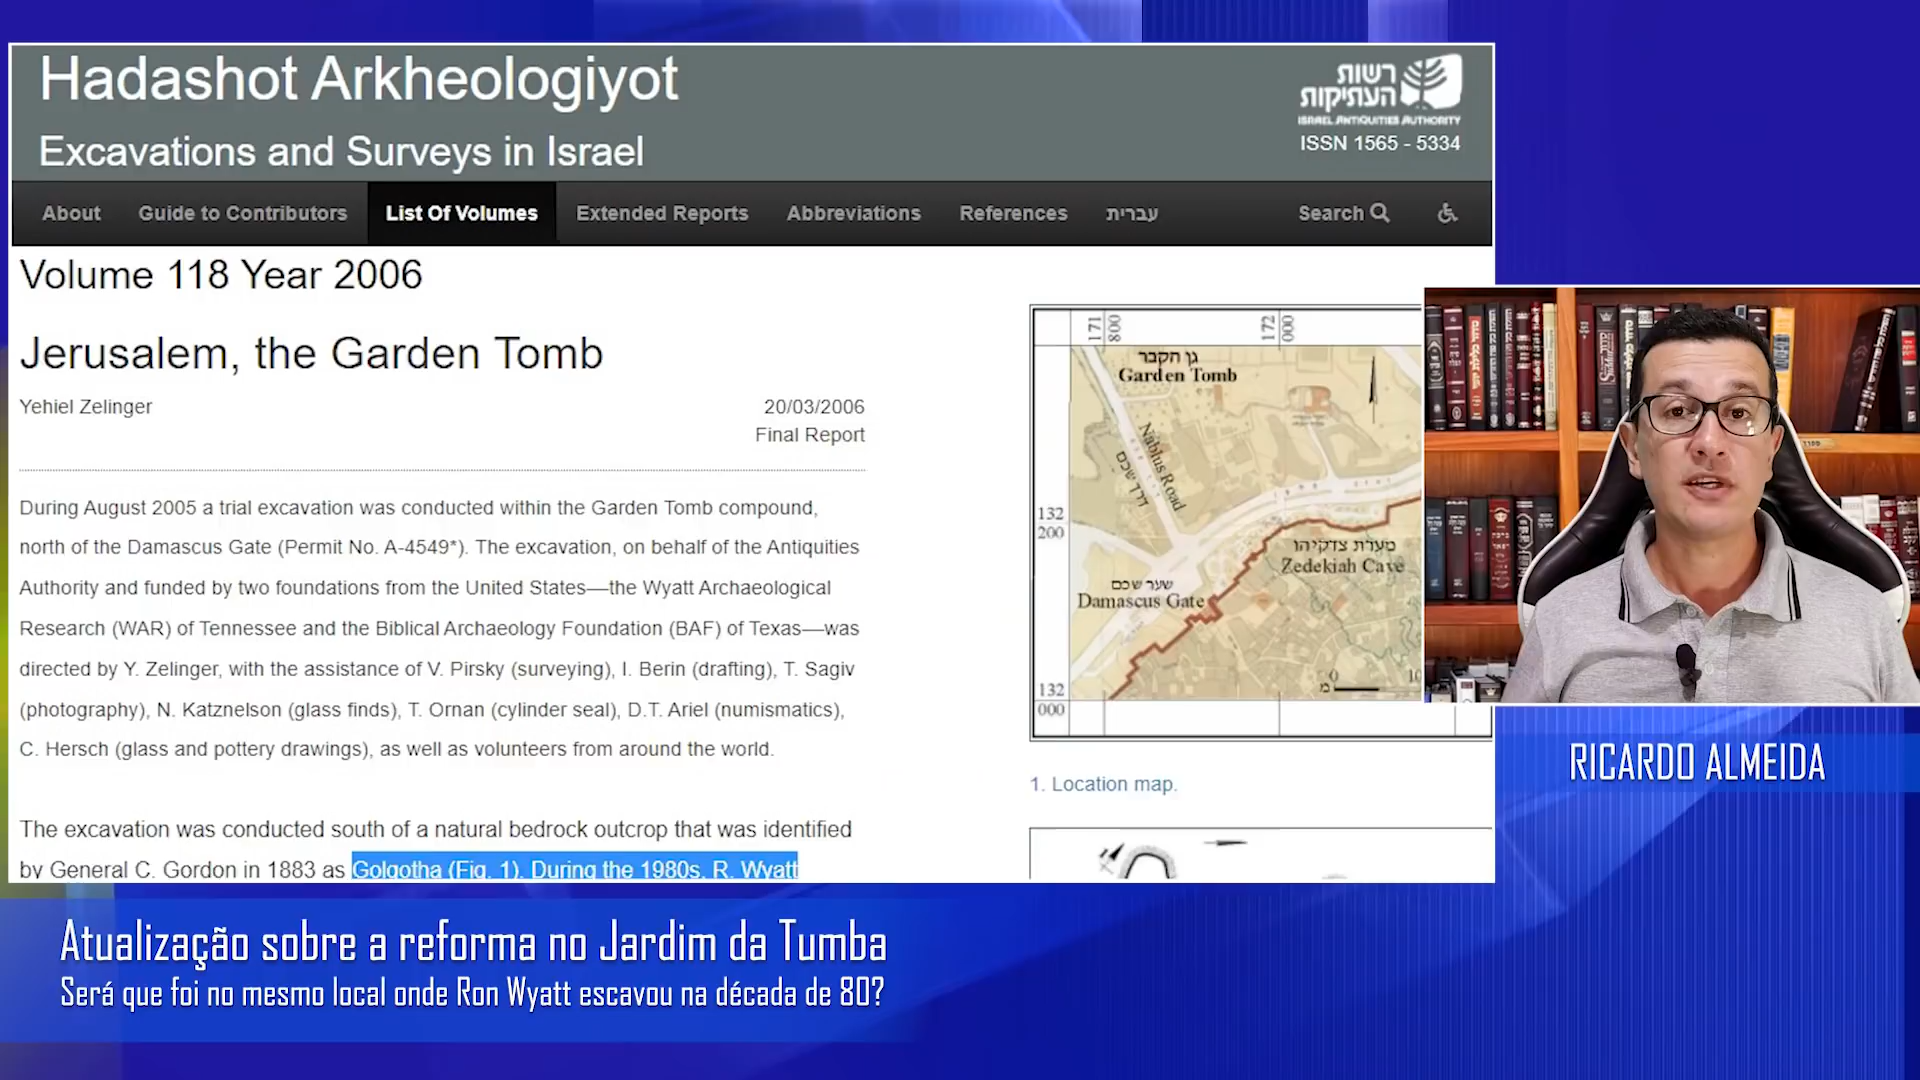 Hadashot Arkheologiyot
Excavations and Surveys in Israel
רשות
העתיקות
ISRAEL ANTIQUITIES AUTHORITY
ISSN 1565 - 5334
About Guide to Contributors List Of Volumes Extended Reports Abbreviations References עברית Search
Volume 118 Year 2006
Jerusalem, the Garden Tomb
Yehiel Zelinger
20/03/2006
Final Report
During August 2005 a trial excavation was conducted within the Garden Tomb compound,
north of the Damascus Gate (Permit No. A-4549*). The excavation, on behalf of the Antiquities
Authority and funded by two foundations from the United States—the Wyatt Archaeological
Research (WAR) of Tennessee and the Biblical Archaeology Foundation (BAF) of Texas—was
directed by Y. Zelinger, with the assistance of V. Pirsky (surveying), I. Berin (drafting), T. Sagiv
(photography), N. Katznelson (glass finds), T. Ornan (cylinder seal), D.T. Ariel (numismatics),
C. Hersch (glass and pottery drawings), as well as volunteers from around the world.
The excavation was conducted south of a natural bedrock outcrop that was identified
by General C. Gordon in 1883 as Golgotha (Fig. 1). During the 1980s, R. Wyatt
171
800
172
000
גן הקבר
Garden Tomb
Nablus Road
דרך שכם
132
200
מערת צדקיהו
Zedekiah Cave
שער שכם
Damascus Gate
0
10
מ
132
000
1. Location map.
RICARDO ALMEIDA
Atualização sobre a reforma no Jardim da Tumba
Será que foi no mesmo local onde Ron Wyatt escavou na década de 80?